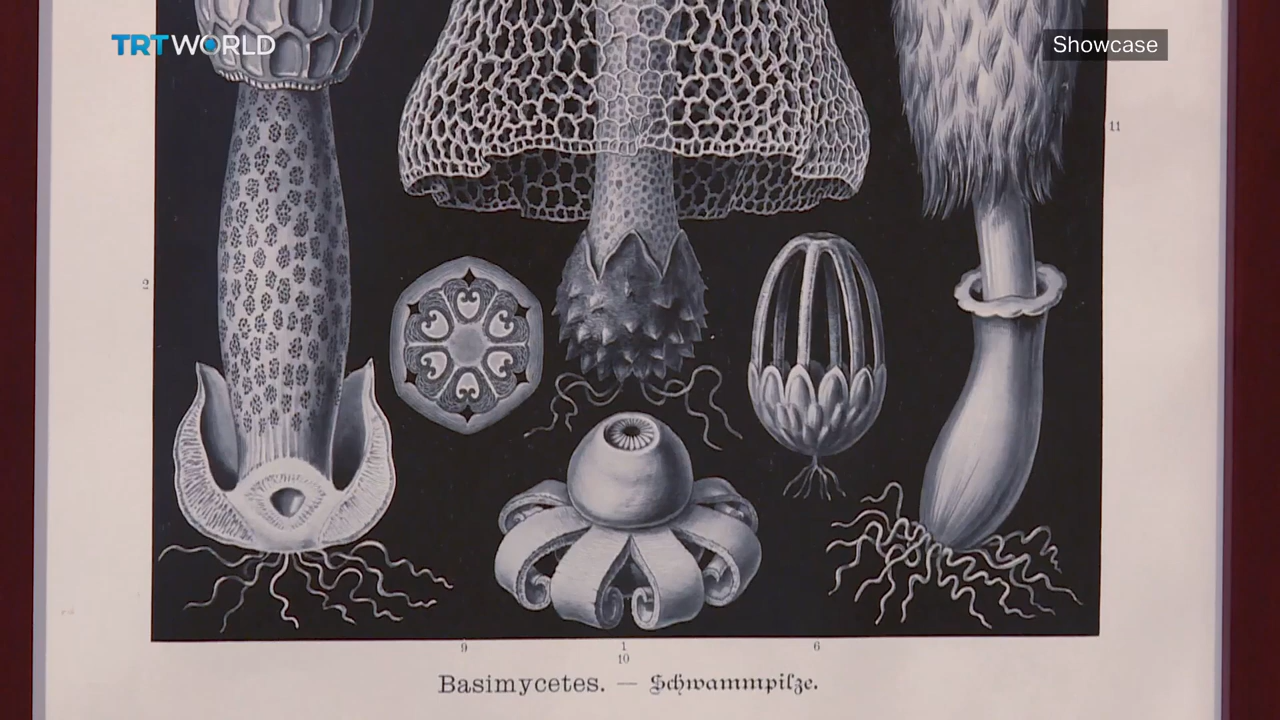 TRT WORLD
Showcase
11
2
9
1
6
10
Basimycetes. — Schwammpilze.